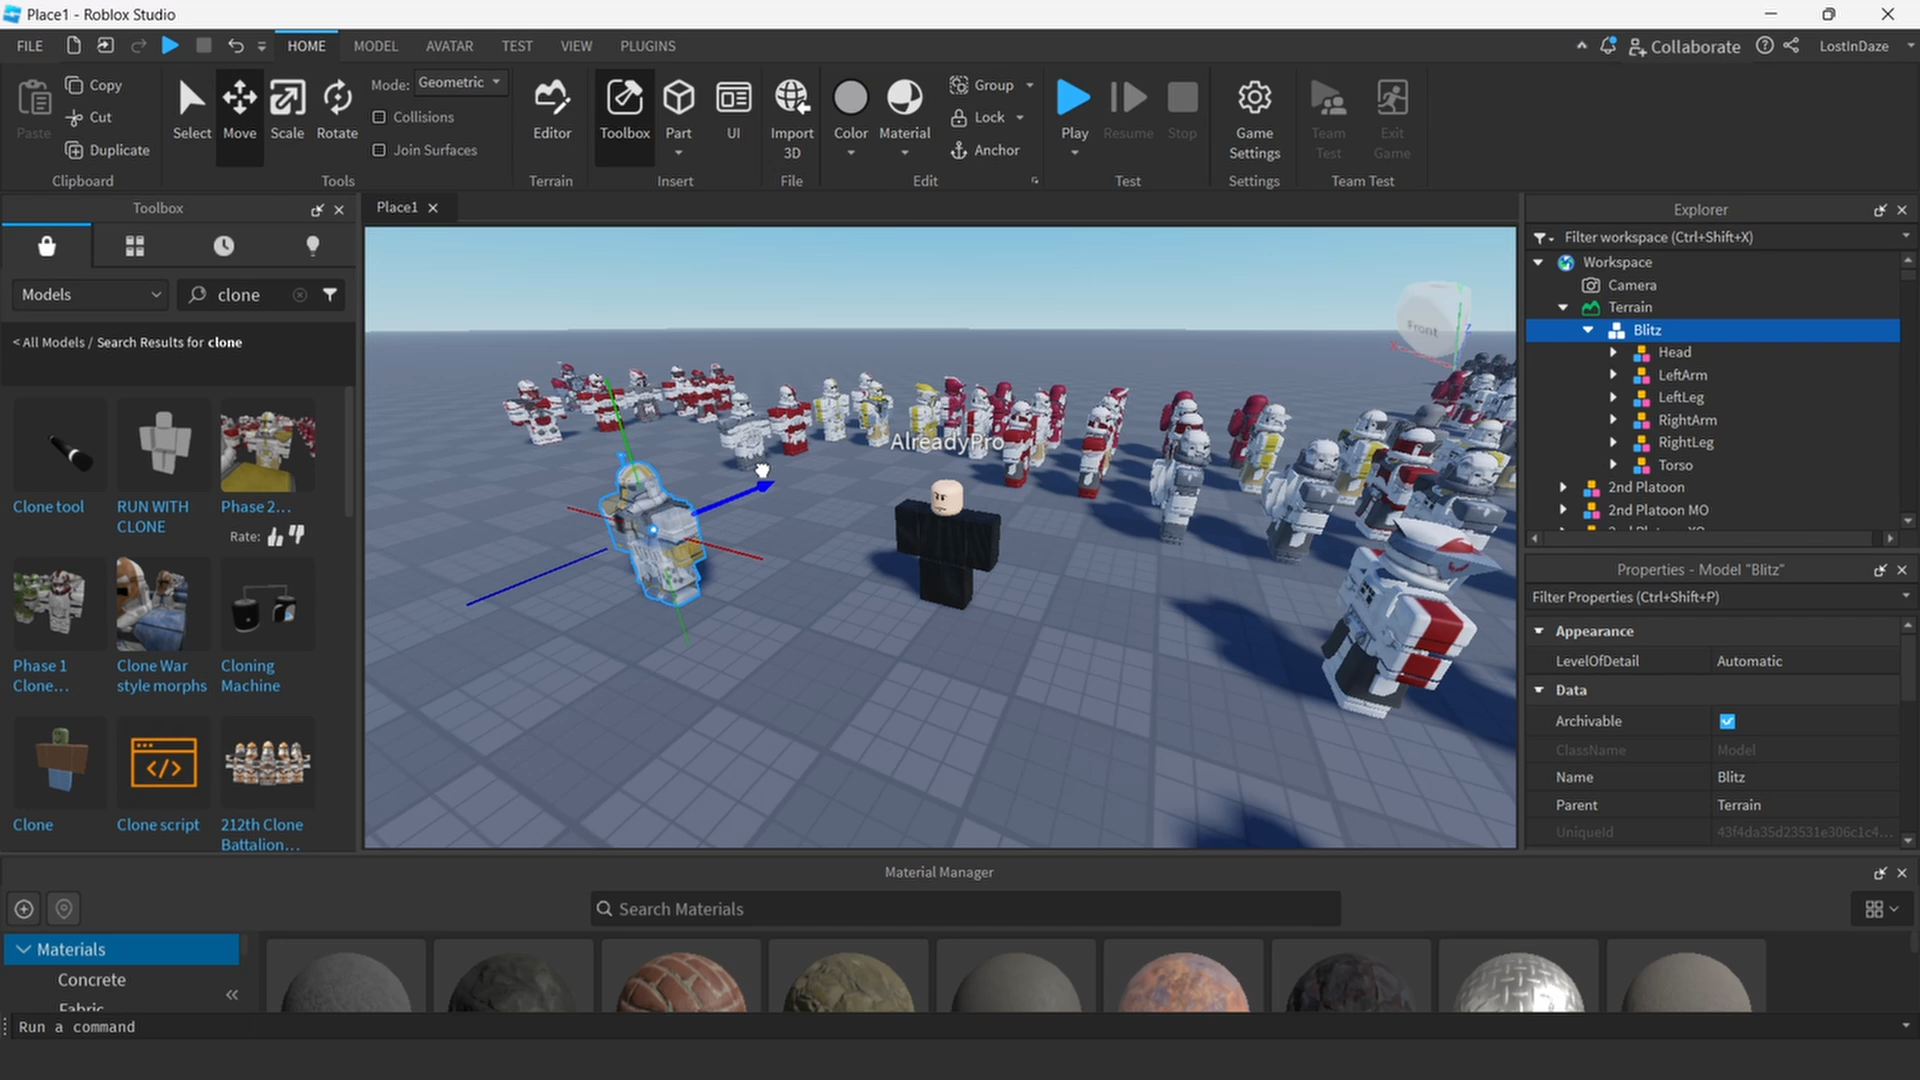 Place1 - Roblox Studio
FILE HOME MODEL AVATAR TEST VIEW PLUGINS Collaborate LostInDaze
Paste
Copy
Cut
Duplicate
Clipboard
Select Move Scale Rotate
Mode: Geometric
Collisions
Join Surfaces
Tools
Editor
Terrain
Toolbox Part UI
Insert
Import
3D
File
Color Material
Group
Lock
Anchor
Edit
Play Resume Stop
Test
Game
Settings
Settings
Team
Test
Exit
Game
Team Test
Toolbox
Models
clone
< All Models / Search Results for clone
Clone tool
RUN WITH
CLONE
Phase 2...
Rate:
Phase 1
Clone...
Clone War
style morphs
Cloning
Machine
Clone
Clone script
212th Clone
Battalion...
Place1
AlreadyPro
Front
X
Z
Explorer
Filter workspace (Ctrl+Shift+X)
Workspace
Camera
Terrain
Blitz
Head
LeftArm
LeftLeg
RightArm
RightLeg
Torso
2nd Platoon
2nd Platoon MO
Properties - Model "Blitz"
Filter Properties (Ctrl+Shift+P)
Appearance
LevelOfDetail Automatic
Data
Archivable
ClassName Model
Name Blitz
Parent Terrain
UniqueId 43f4da35d23531e306c1c4...
Material Manager
Search Materials
Materials
Concrete
Fabric
Run a command